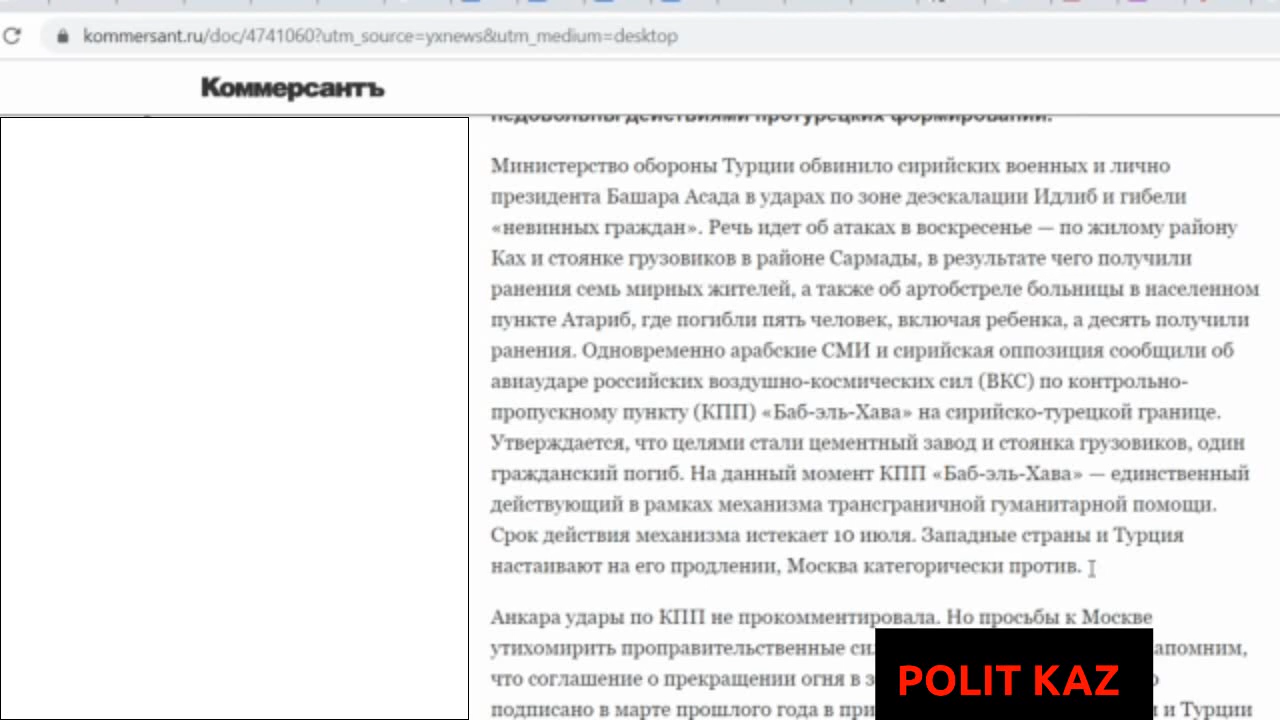 kommersant.ru/doc/4741060?utm_source=yxnews&utm_medium=desktop
Коммерсантъ
недовольны действиями протурецких формирований.
Министерство обороны Турции обвинило сирийских военных и лично
президента Башара Асада в ударах по зоне деэскалации Идлиб и гибели
«невинных граждан». Речь идет об атаках в воскресенье — по жилому району
Ках и стоянке грузовиков в районе Сармады, в результате чего получили
ранения семь мирных жителей, а также об артобстреле больницы в населенном
пункте Атариб, где погибли пять человек, включая ребенка, а десять получили
ранения. Одновременно арабские СМИ и сирийская оппозиция сообщили об
авиаударе российских воздушно-космических сил (ВКС) по контрольно-
пропускному пункту (КПП) «Баб-эль-Хава» на сирийско-турецкой границе.
Утверждается, что целями стали цементный завод и стоянка грузовиков, один
гражданский погиб. На данный момент КПП «Баб-эль-Хава» — единственный
действующий в рамках механизма трансграничной гуманитарной помощи.
Срок действия механизма истекает 10 июля. Западные страны и Турция
настаивают на его продлении, Москва категорически против.
Анкара удары по КПП не прокомментировала. Но просьбы к Москве
утихомирить проправительственные
что соглашение о прекращении огня в
подписано в марте прошлого года в и Турции
POLIT KAZ